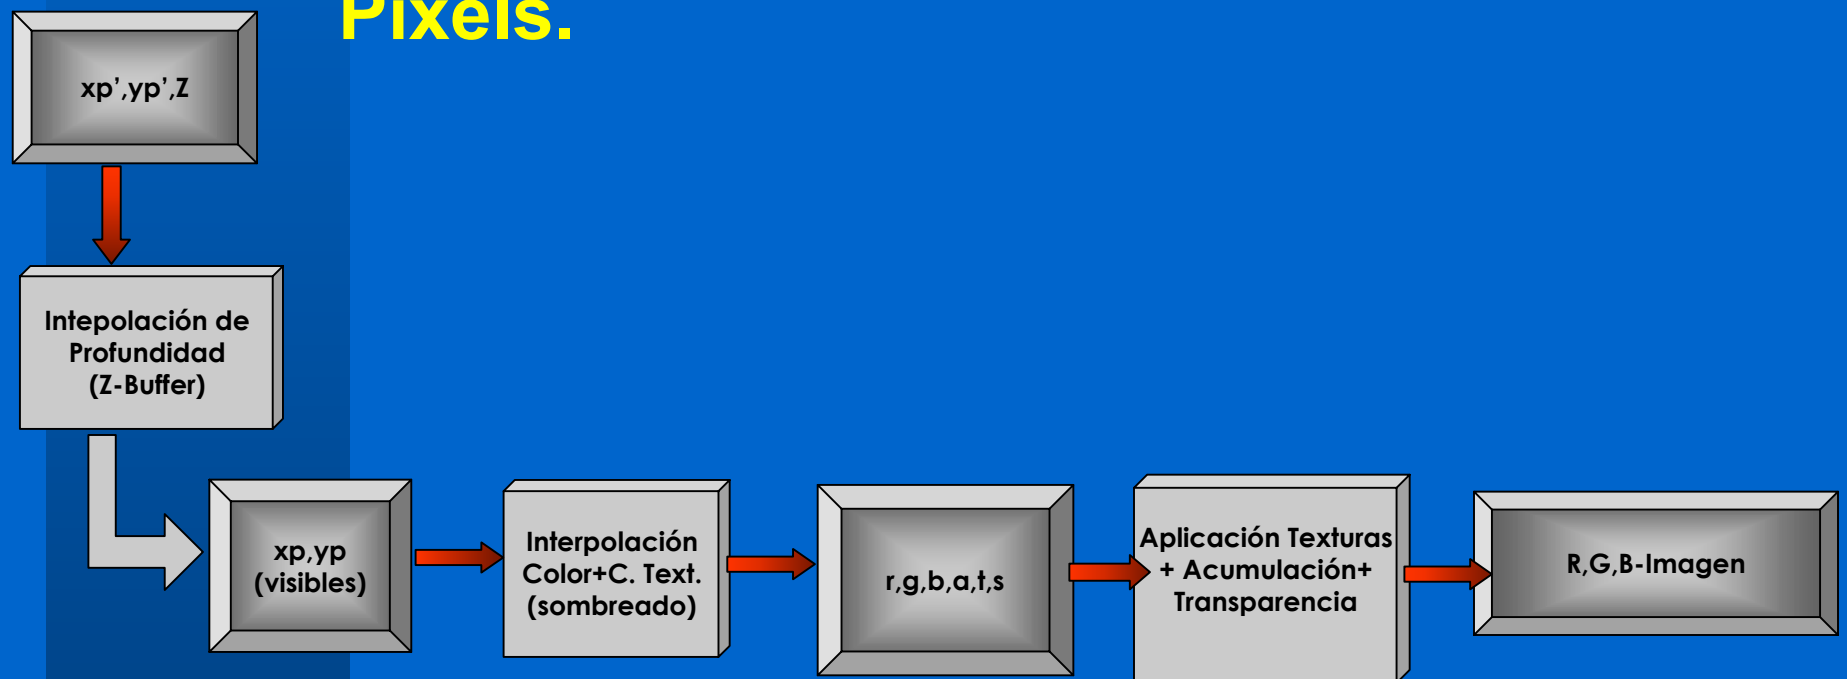 Pixels.
xp’,yp’,Z
Intepolación de
Profundidad
(Z-Buffer)
xp,yp
(visibles)
Interpolación
Color+C. Text.
(sombreado)
r,g,b,a,t,s
Aplicación Texturas
+ Acumulación+
Transparencia
R,G,B-Imagen